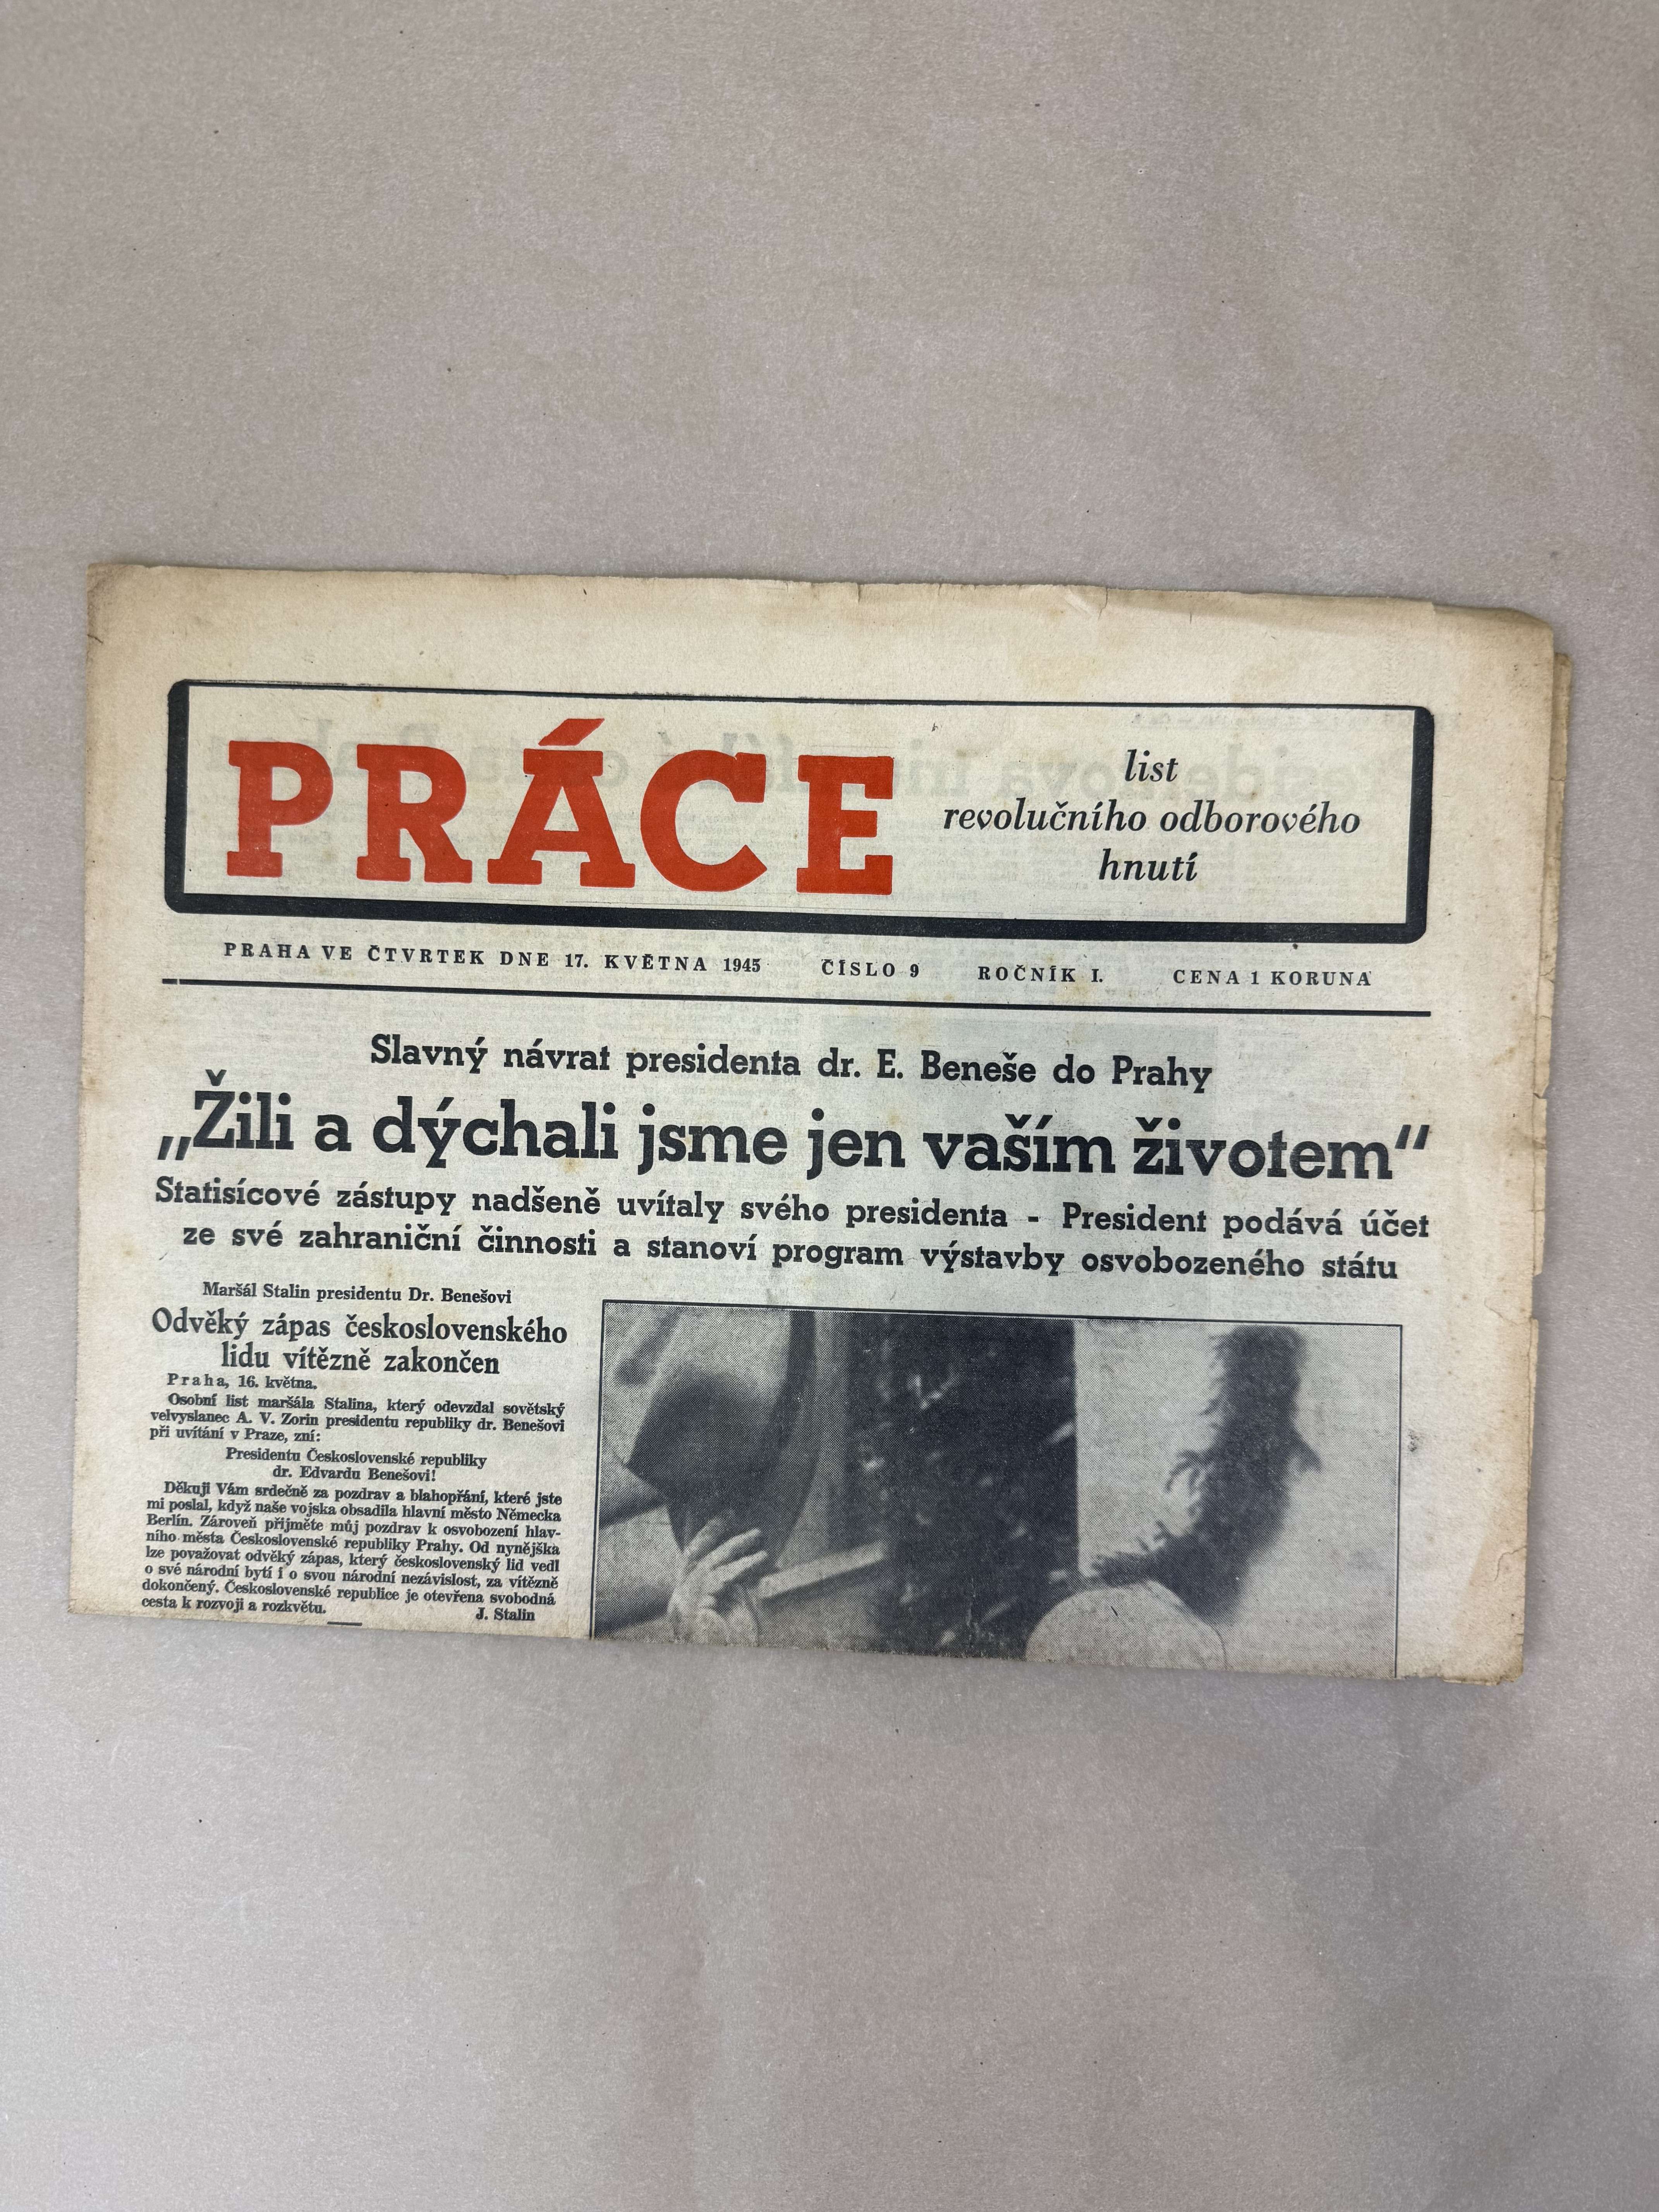 PRÁCE
list
revolučního odborového
hnutí
PRAHA VE ČTVRTEK DNE 17. KVĚTNA 1945 ČÍSLO 9 ROČNÍK I. CENA 1 KORUNA
Slavný návrat presidenta dr. E. Beneše do Prahy
„Žili a dýchali jsme jen vaším životem“
Statisícové zástupy nadšeně uvítaly svého presidenta - President podává účet
ze své zahraniční činnosti a stanoví program výstavby osvobozeného státu
Maršál Stalin presidentu Dr. Benešovi
Odvěký zápas československého
lidu vítězně zakončen
Praha, 16. května.
Osobní list maršála Stalina, který odevzdal sovětský
velvyslanec A. V. Zorin presidentu republiky dr. Benešovi
při uvítání v Praze, zní:
Presidentu Československé republiky
dr. Edvardu Benešovi!
Děkuji Vám srdečně za pozdrav a blahopřání, které jste
mi poslal, když naše vojska obsadila hlavní město Německa
Berlín. Zároveň přijměte můj pozdrav k osvobození hlav-
ního města Československé republiky Prahy. Od nynějška
lze považovat odvěký zápas, který československý lid vedl
o své národní bytí i o svou národní nezávislost, za vítězně
dokončený. Československé republice je otevřena svobodná
cesta k rozvoji a rozkvětu.
J. Stalin